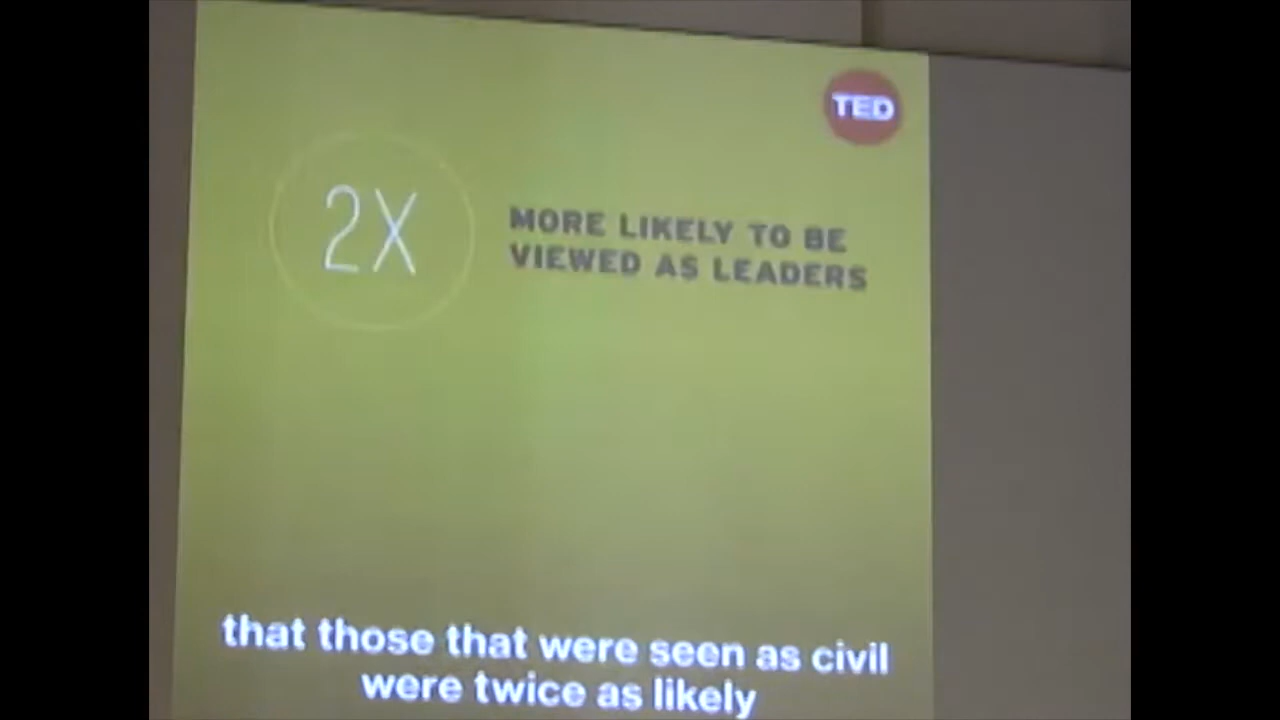 TED
2X
MORE LIKELY TO BE
VIEWED AS LEADERS
that those that were seen as civil
were twice as likely